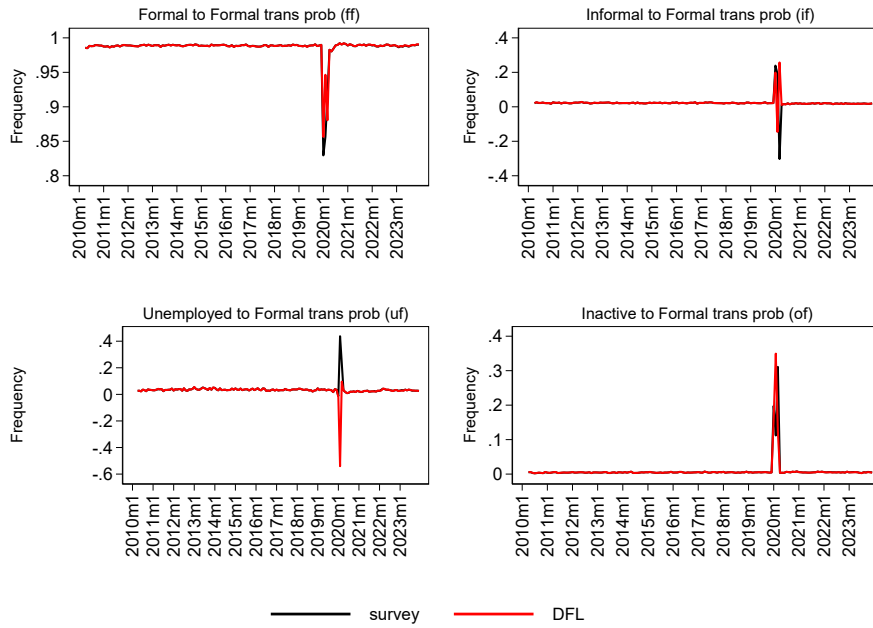 Formal to Formal trans prob (ff)
Frequency
1
.95
.9
.85
.8
2010m1
2011m1
2012m1
2013m1
2014m1
2015m1
2016m1
2017m1
2018m1
2019m1
2020m1
2021m1
2022m1
2023m1
Informal to Formal trans prob (if)
Frequency
.4
.2
0
-.2
-.4
2010m1
2011m1
2012m1
2013m1
2014m1
2015m1
2016m1
2017m1
2018m1
2019m1
2020m1
2021m1
2022m1
2023m1
Unemployed to Formal trans prob (uf)
Frequency
.4
.2
0
-.2
-.4
-.6
2010m1
2011m1
2012m1
2013m1
2014m1
2015m1
2016m1
2017m1
2018m1
2019m1
2020m1
2021m1
2022m1
2023m1
Inactive to Formal trans prob (of)
Frequency
.4
.3
.2
.1
0
2010m1
2011m1
2012m1
2013m1
2014m1
2015m1
2016m1
2017m1
2018m1
2019m1
2020m1
2021m1
2022m1
2023m1
survey
DFL